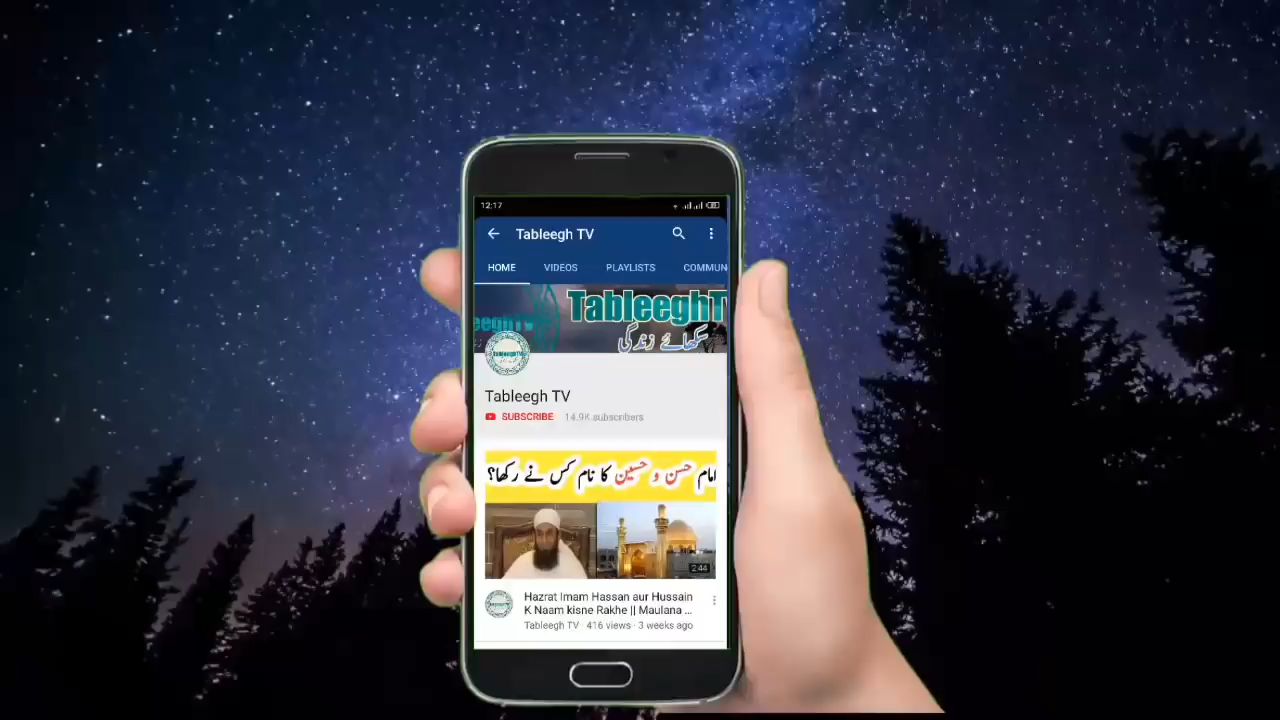 12:17
Tableegh TV
HOME VIDEOS PLAYLISTS COMMUN
TableeghT
سکھائے زندگی
TableeghTV
Tableegh TV
SUBSCRIBE 14.9K subscribers
امام حسن و حسین کا نام کس نے رکھا؟
2:44
Hazrat Imam Hassan aur Hussain
K Naam kisne Rakhe || Maulana ...
Tableegh TV · 416 views · 3 weeks ago